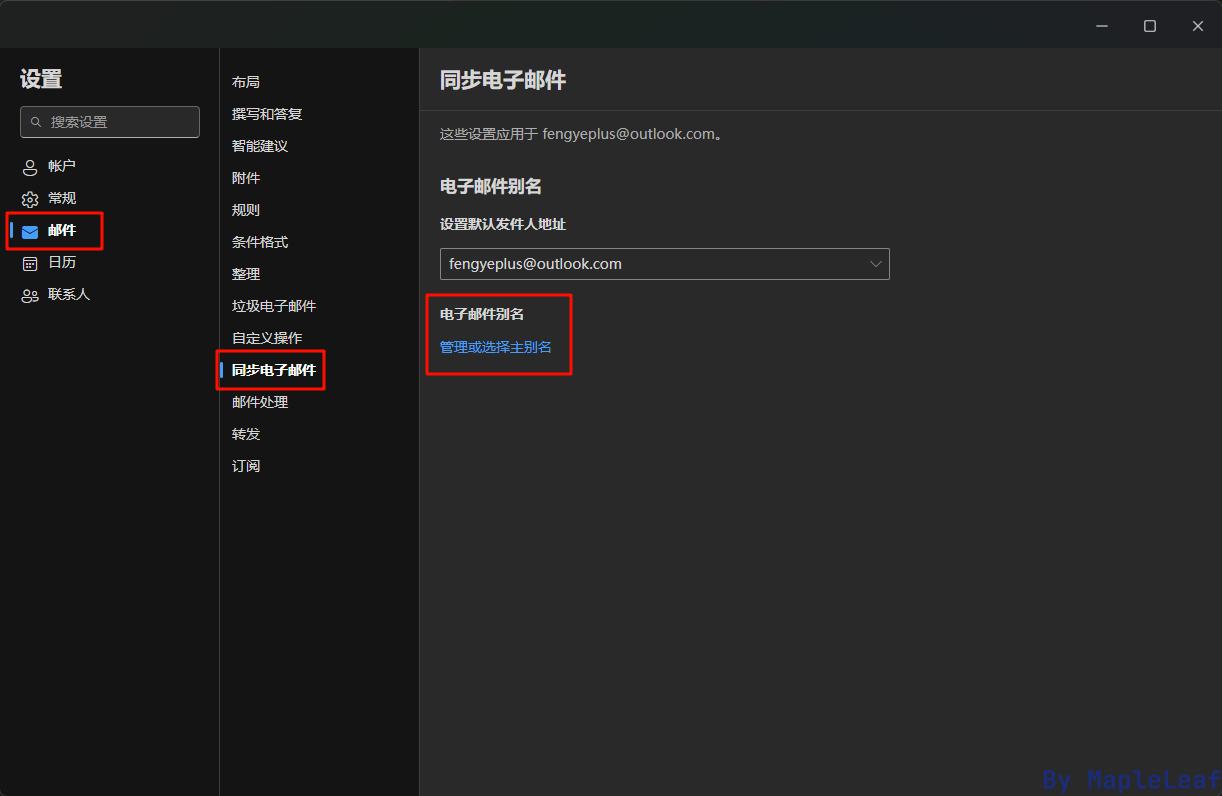 设置
搜索设置
帐户
常规
邮件
日历
联系人
布局
撰写和答复
智能建议
附件
规则
条件格式
整理
垃圾电子邮件
自定义操作
同步电子邮件
邮件处理
转发
订阅
同步电子邮件
这些设置应用于 fengyeplus@outlook.com。
电子邮件别名
设置默认发件人地址
fengyeplus@outlook.com
电子邮件别名
管理或选择主别名
By MapleLeaf